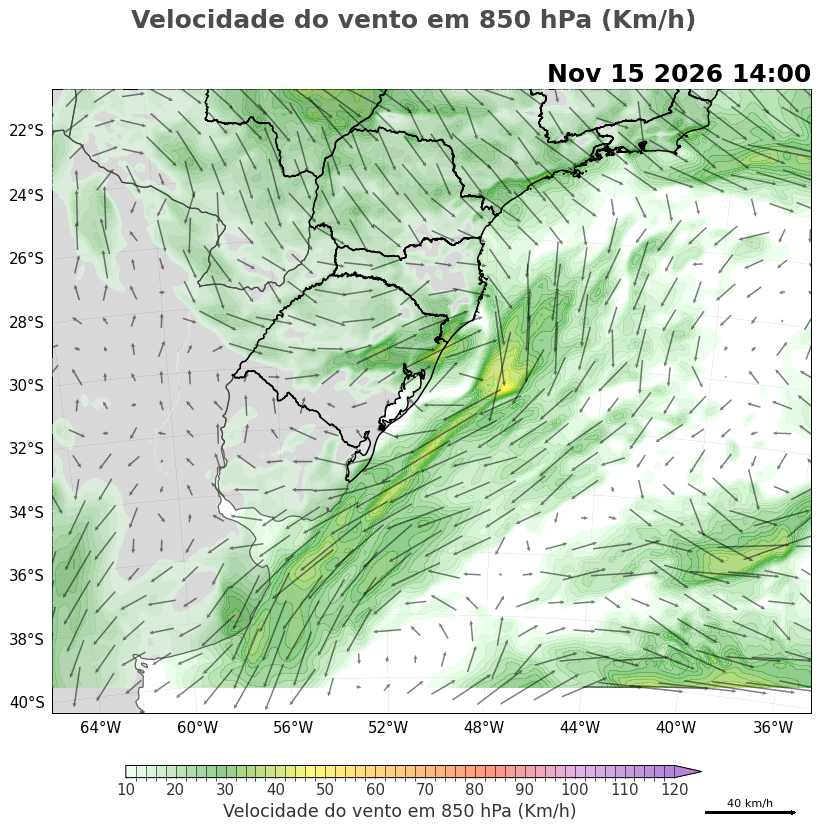 Velocidade do vento em 850 hPa (Km/h)
Nov 15 2026 14:00
22°S
24°S
26°S
28°S
30°S
32°S
34°S
36°S
38°S
40°S
64°W 60°W 56°W 52°W 48°W 44°W 40°W 36°W
10 20 30 40 50 60 70 80 90 100 110 120
Velocidade do vento em 850 hPa (Km/h)
40 km/h